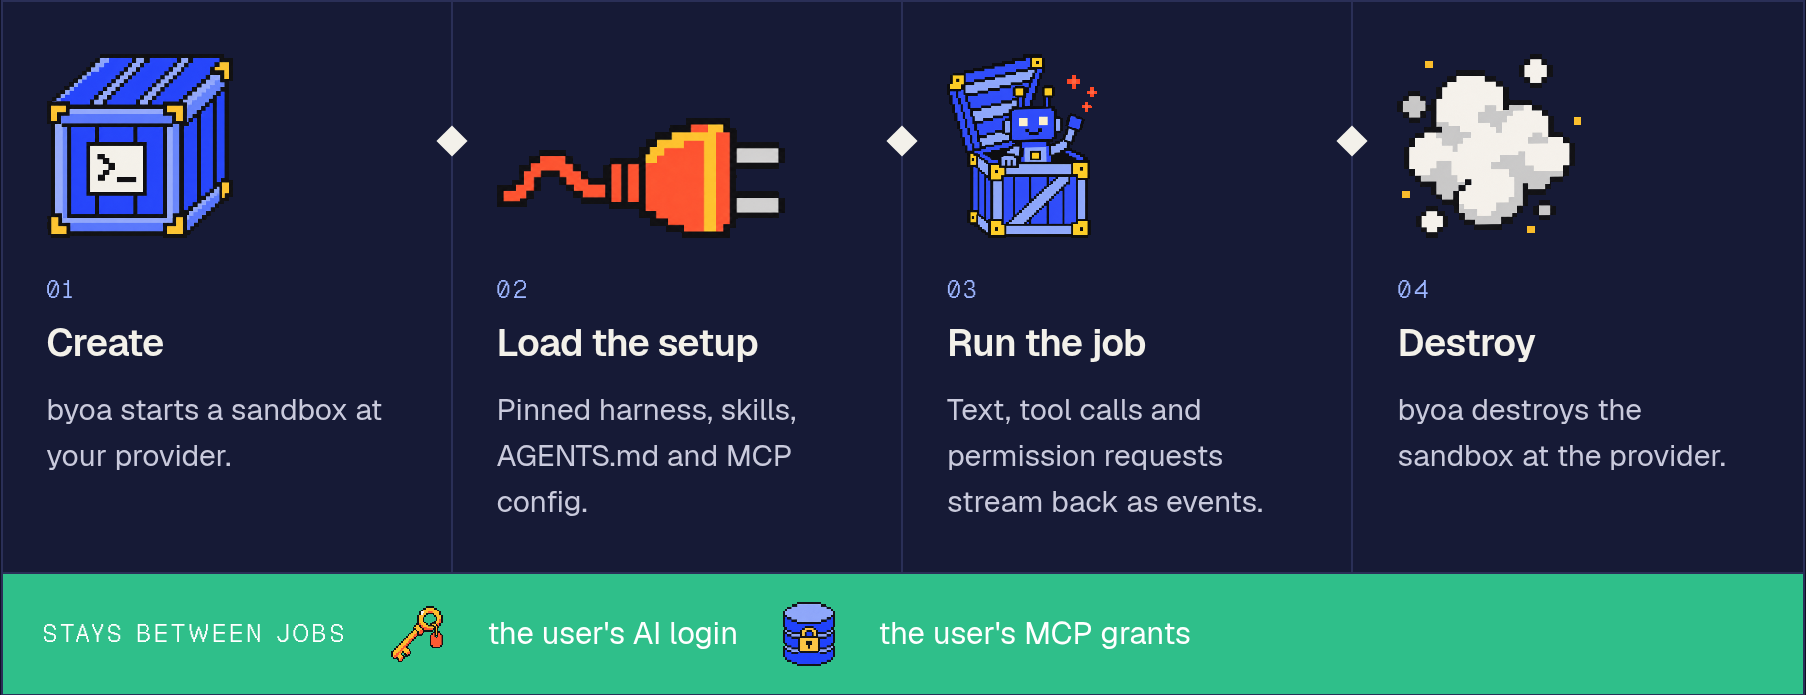 >_
01
Create
byoa starts a sandbox at
your provider.
02
Load the setup
Pinned harness, skills,
AGENTS.md and MCP
config.
03
Run the job
Text, tool calls and
permission requests
stream back as events.
04
Destroy
byoa destroys the
sandbox at the provider.
STAYS BETWEEN JOBS
the user's AI login
the user's MCP grants